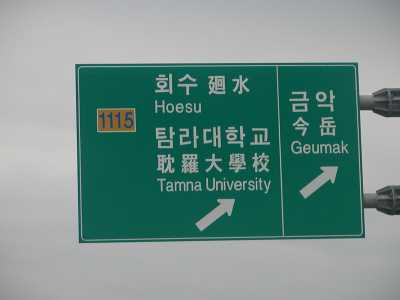 회수 廻水
Hoesu
1115
탐라대학교
耽羅大學校
Tamna University
금악
今岳
Geumak